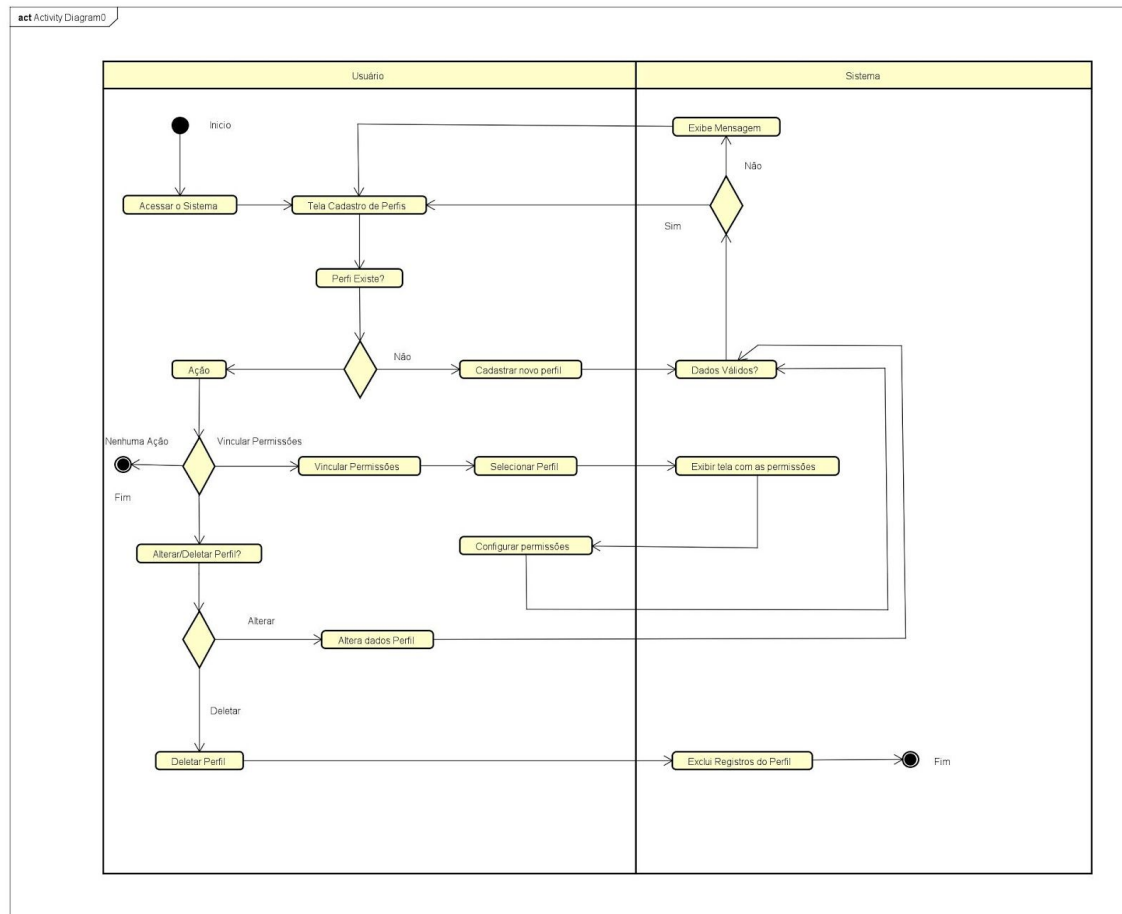 act Activity Diagram0
Usuário
Sistema
Inicio
Exibe Mensagem
Não
Acessar o Sistema
Tela Cadastro de Perfis
Sim
Perfi Existe?
Não
Ação
Cadastrar novo perfil
Dados Válidos?
Nenhuma Ação
Vincular Permissões
Vincular Permissões
Selecionar Perfil
Exibir tela com as permissões
Fim
Configurar permissões
Alterar/Deletar Perfil?
Alterar
Altera dados Perfil
Deletar
Deletar Perfil
Exclui Registros do Perfil
Fim